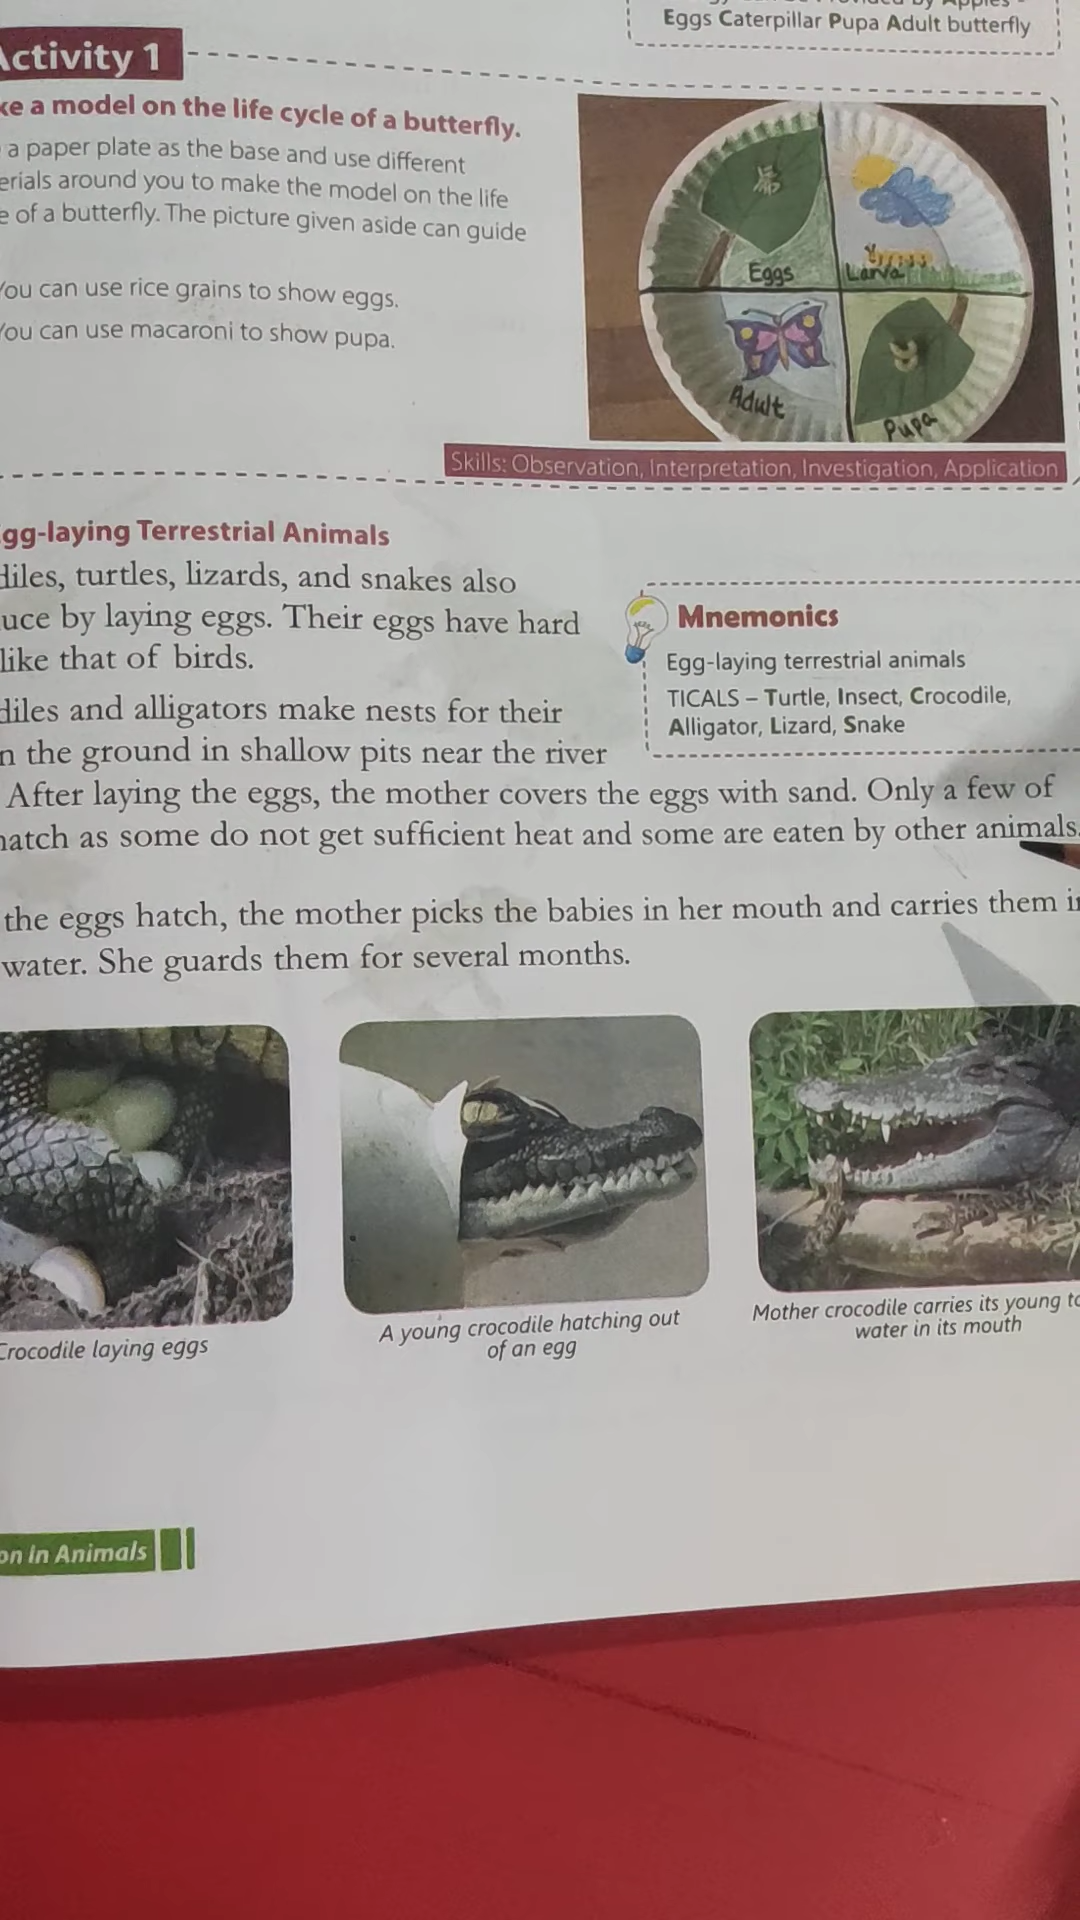 Eggs Caterpillar Pupa Adult butterfly
Activity 1
a model on the life cycle of a butterfly.
a paper plate as the base and use different
around you to make the model on the life
of a butterfly. The picture given aside can guide
You can use rice grains to show eggs.
You can use macaroni to show pupa.
Eggs
Larva
Adult
Pupa
Skills: Observation, Interpretation, Investigation, Application
Egg-laying Terrestrial Animals
turtles, lizards, and snakes also
by laying eggs. Their eggs have hard
like that of birds.
and alligators make nests for their
the ground in shallow pits near the river
After laying the eggs, the mother covers the eggs with sand. Only a few of
hatch as some do not get sufficient heat and some are eaten by other animals.
the eggs hatch, the mother picks the babies in her mouth and carries them
water. She guards them for several months.
Mnemonics
Egg-laying terrestrial animals
TICALS – Turtle, Insect, Crocodile,
Alligator, Lizard, Snake
Crocodile laying eggs
A young crocodile hatching out
of an egg
Mother crocodile carries its young to
water in its mouth
in Animals